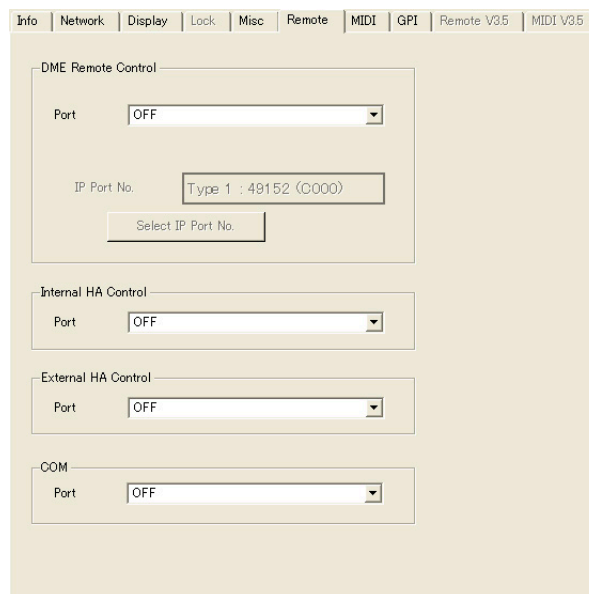 Info Network Display Lock Misc Remote MIDI GPI Remote V3.5 MIDI V3.5
DME Remote Control
Port OFF
IP Port No. Type 1 : 49152 (C000)
Select IP Port No.
Internal HA Control
Port OFF
External HA Control
Port OFF
COM
Port OFF